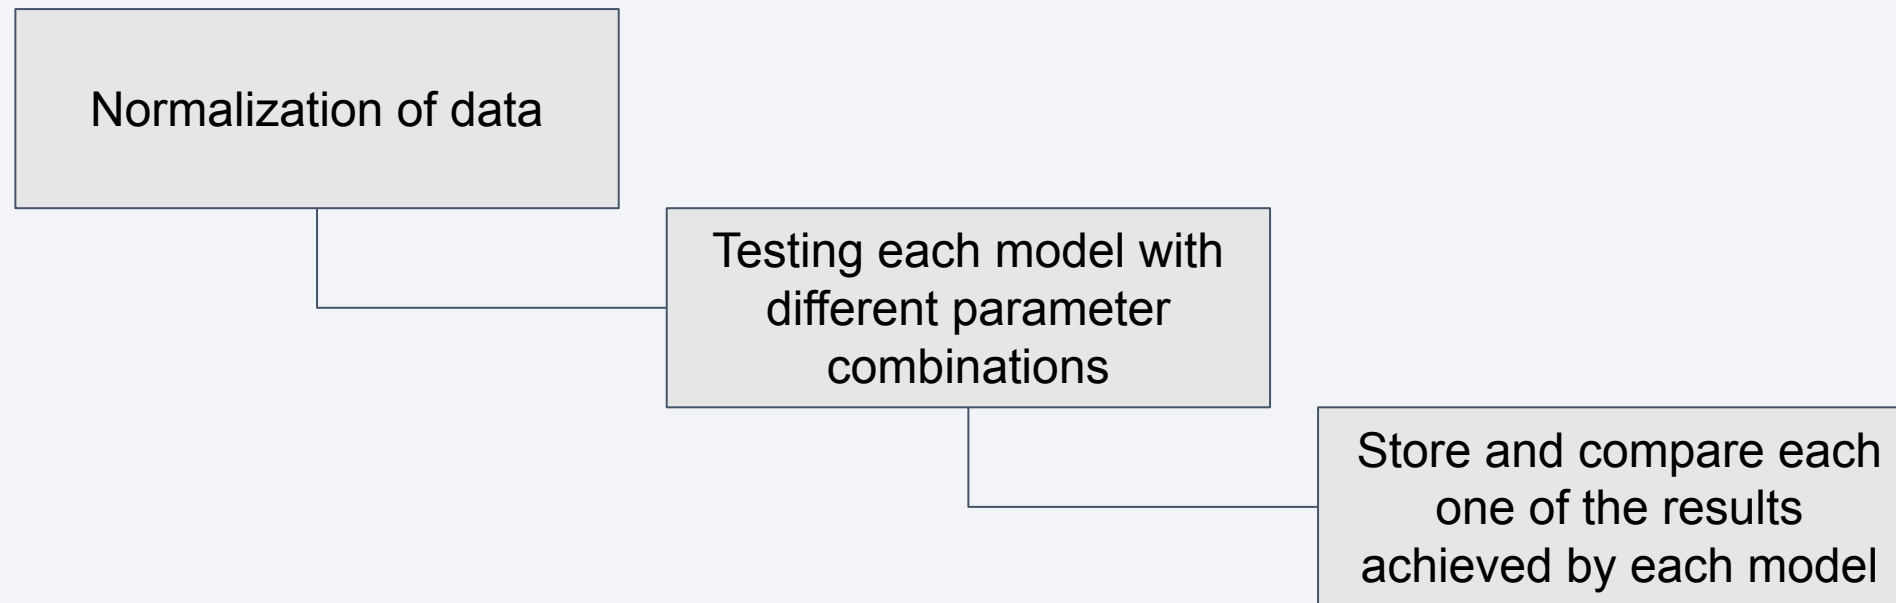 Normalization of data
Testing each model with
different parameter
combinations
Store and compare each
one of the results
achieved by each model